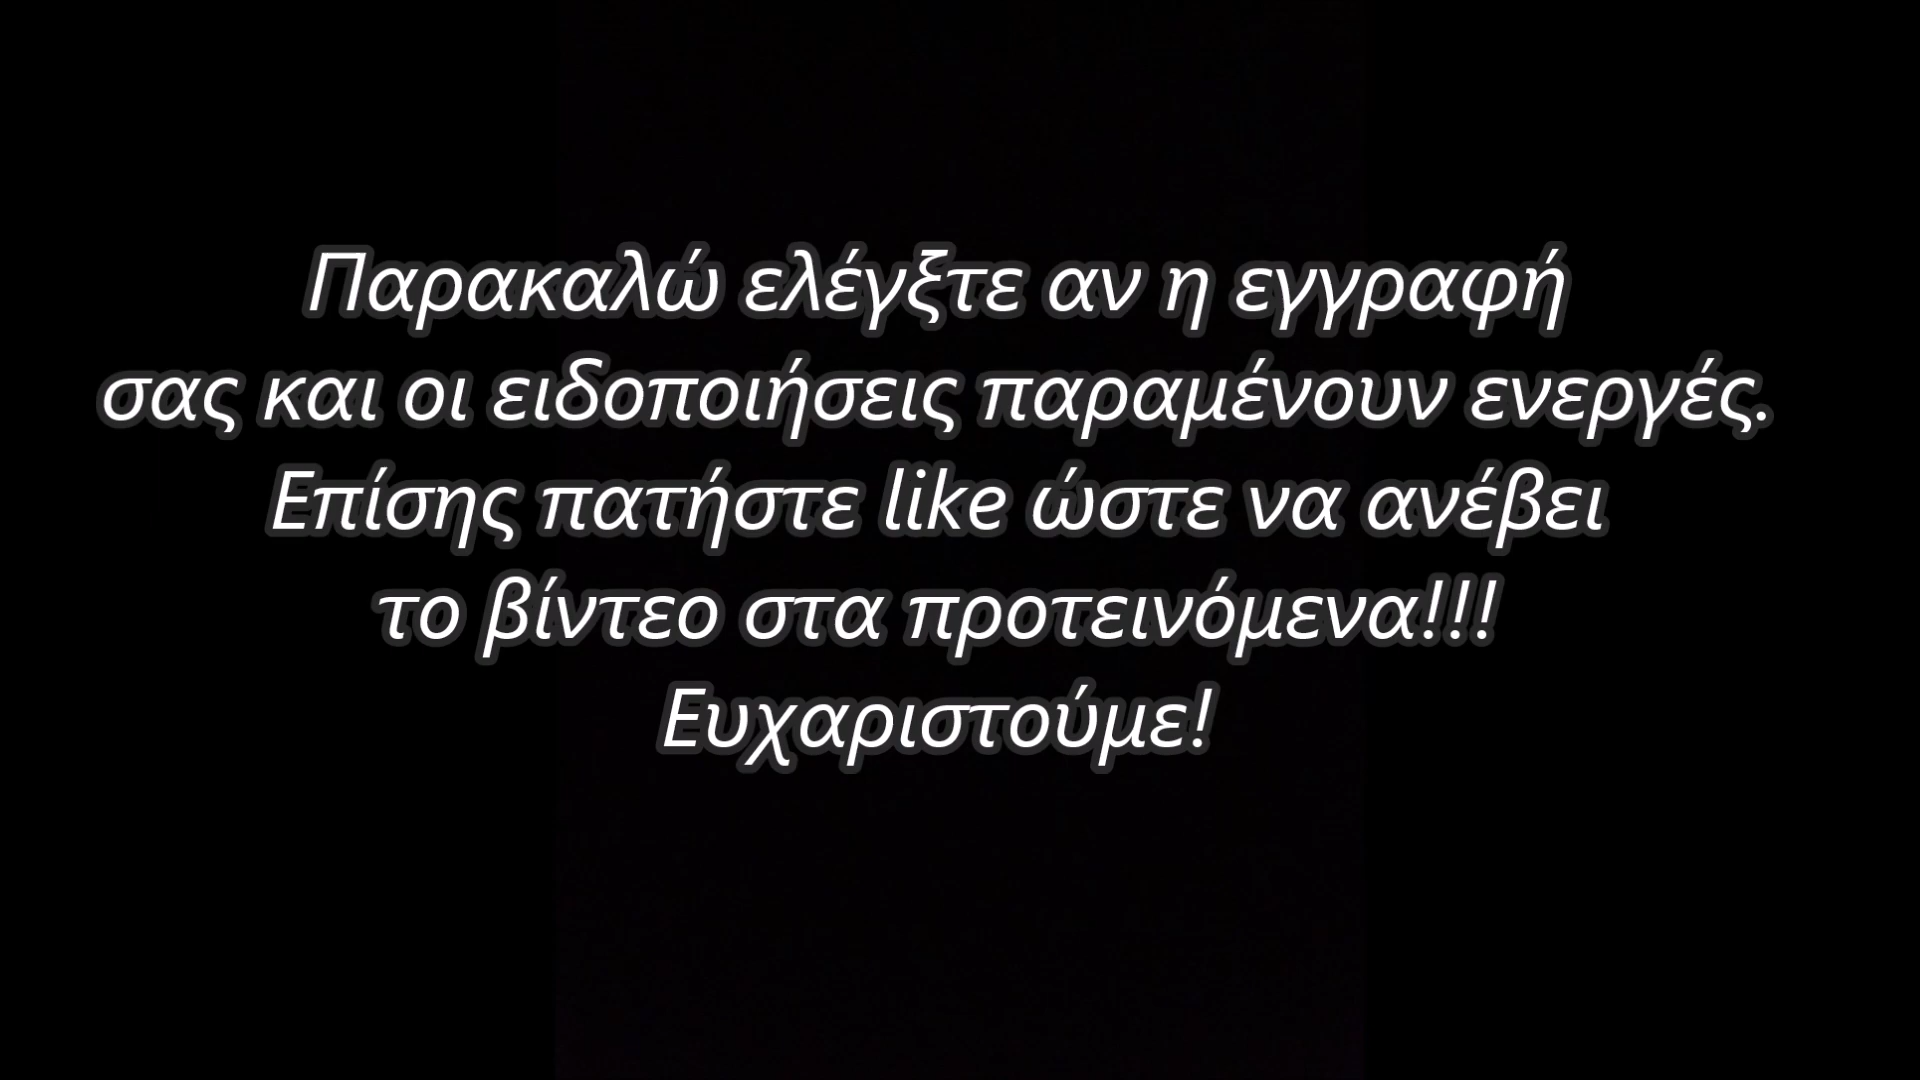 Παρακαλώ ελέγξτε αν η εγγραφή
σας και οι ειδοποιήσεις παραμένουν ενεργές.
Επίσης πατήστε like ώστε να ανέβει
το βίντεο στα προτεινόμενα!!!
Ευχαριστούμε!